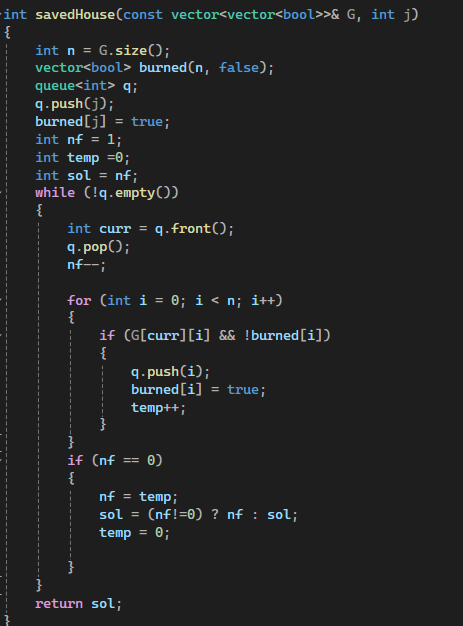 int savedHouse(const vector<vector<bool>>& G, int j)
{
    int n = G.size();
    vector<bool> burned(n, false);
    queue<int> q;
    q.push(j);
    burned[j] = true;
    int nf = 1;
    int temp =0;
    int sol = nf;
    while (!q.empty())
    {
        int curr = q.front();
        q.pop();
        nf--;

        for (int i = 0; i < n; i++)
        {
            if (G[curr][i] && !burned[i])
            {
                q.push(i);
                burned[i] = true;
                temp++;
            }
        }
        if (nf == 0)
        {
            nf = temp;
            sol = (nf!=0) ? nf : sol;
            temp = 0;

        }
    }
    return sol;
}